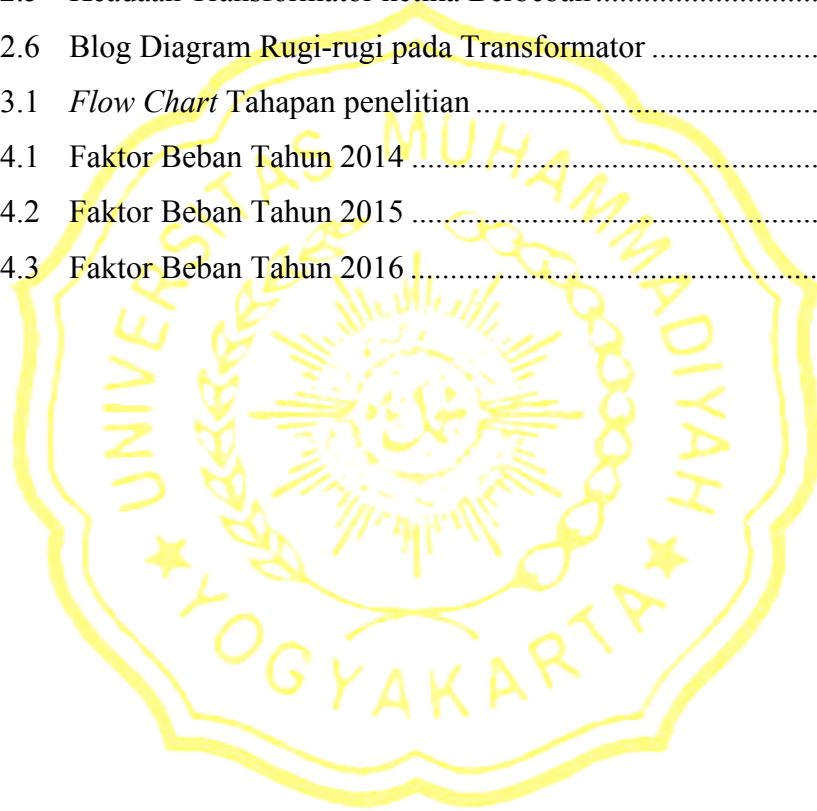 2.6 Blog Diagram Rugi-rugi pada Transformator ......................
3.1 Flow Chart Tahapan penelitian ............................................
4.1 Faktor Beban Tahun 2014 ....................................................
4.2 Faktor Beban Tahun 2015 ....................................................
4.3 Faktor Beban Tahun 2016 ....................................................
UNIVERSITAS MUHAMMADIYAH
YOGYAKARTA